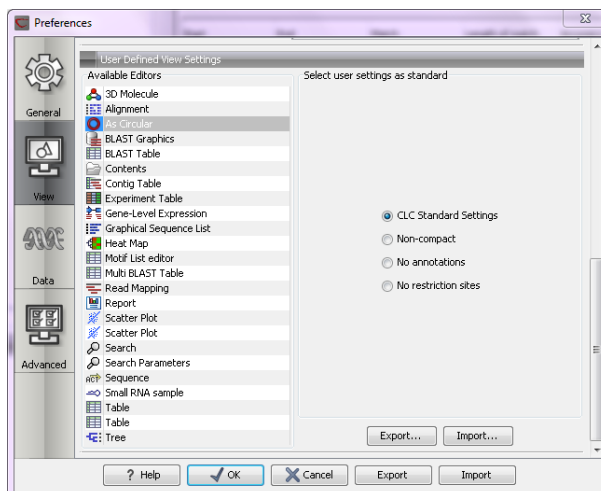 Preferences
User Defined View Settings
Available Editors
Select user settings as standard
General
View
Data
Advanced
3D Molecule
Alignment
As Circular
BLAST Graphics
BLAST Table
Contents
Contig Table
Experiment Table
Gene-Level Expression
Graphical Sequence List
Heat Map
Motif List editor
Multi BLAST Table
Read Mapping
Report
Scatter Plot
Scatter Plot
Search
Search Parameters
ACT Sequence
Small RNA sample
Table
Table
Tree
CLC Standard Settings
Non-compact
No annotations
No restriction sites
Export... Import...
? Help OK Cancel Export Import